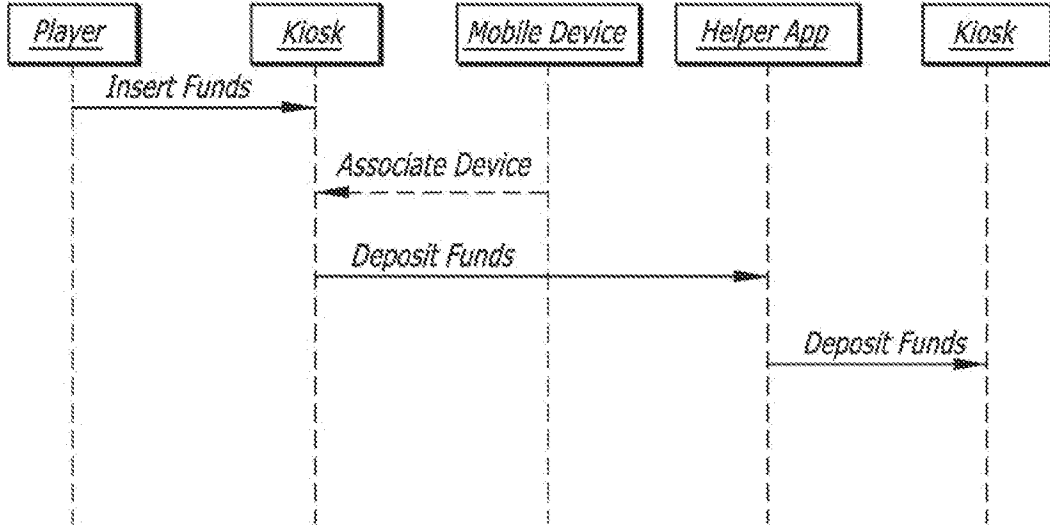 Player
Kiosk
Mobile Device
Helper App
Kiosk
Insert Funds
Associate Device
Deposit Funds
Deposit Funds